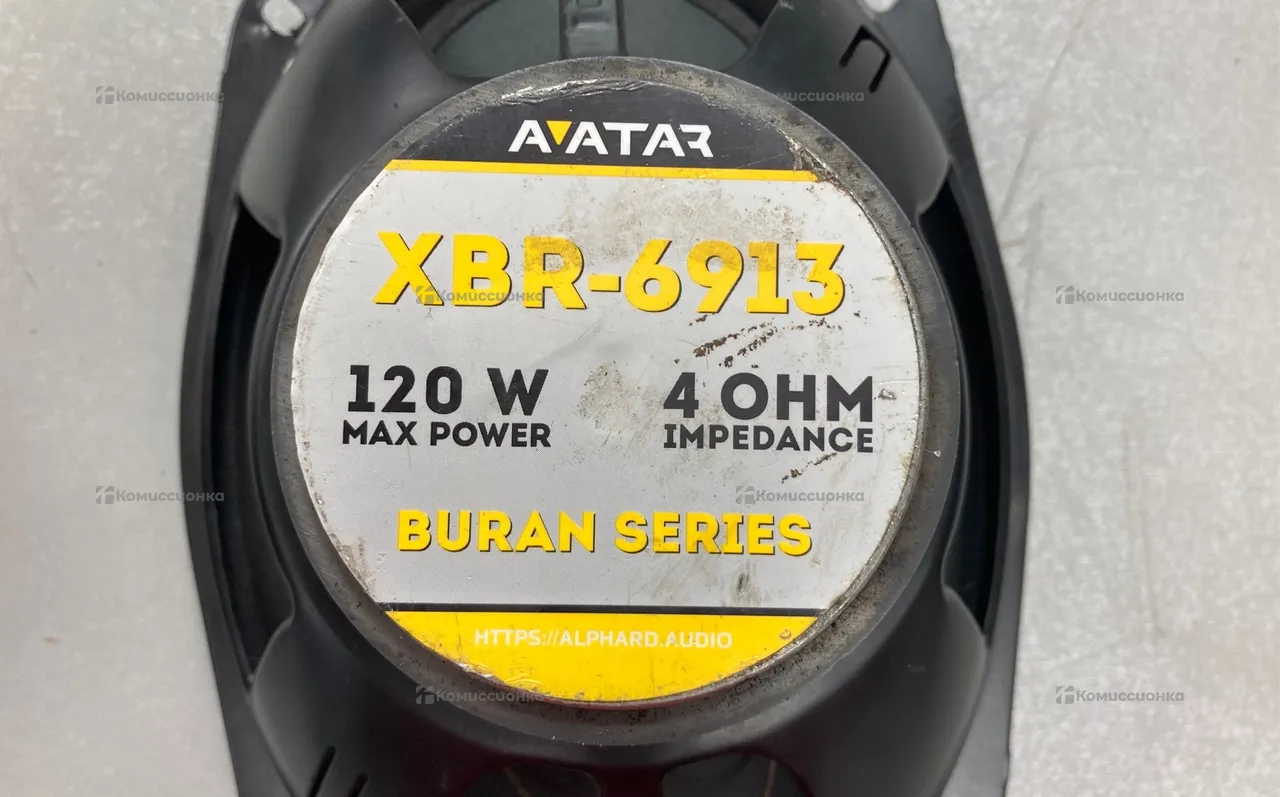 AVATAR
XBR-6913
120 W
MAX POWER
4 OHM
IMPEDANCE
BURAN SERIES
HTTPS://ALPHARD.AUDIO
Комиссионка
Комиссионка
Комиссионка
Комиссионка
Комиссионка
Комиссионка
Комиссионка
Комиссионка